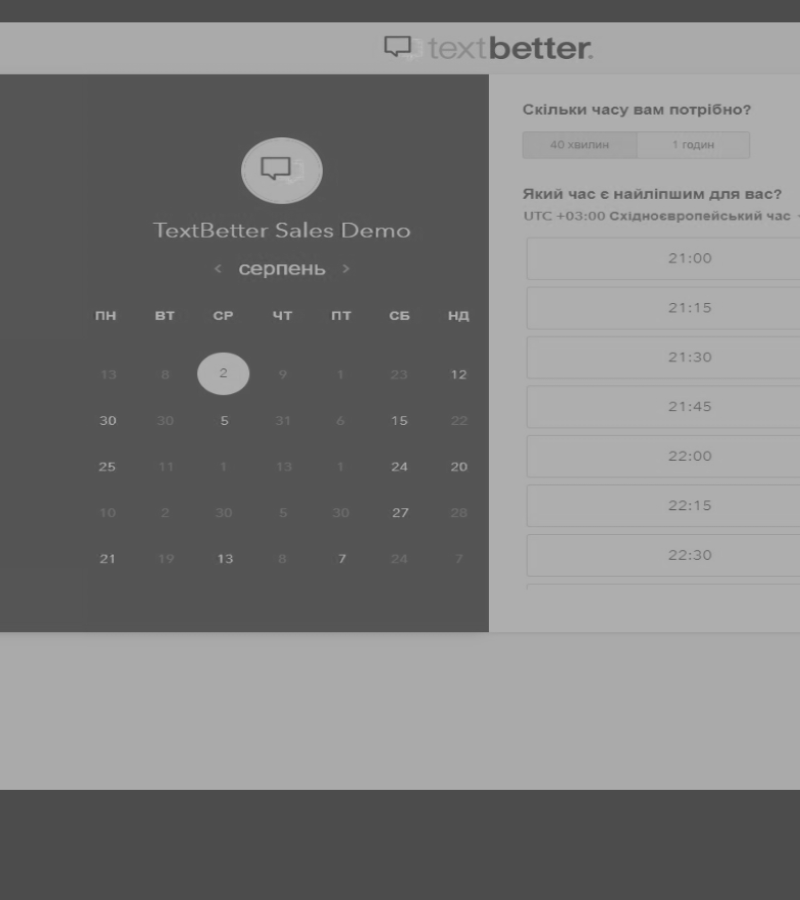 textbetter.
TextBetter Sales Demo
< серпень >
ПН ВТ СР ЧТ ПТ СБ НД
13 8 2 9 1 23 12
30 30 5 31 6 15 22
25 11 1 13 1 24 20
10 2 30 5 30 27 28
21 19 13 8 7 24 7
Скільки часу вам потрібно?
40 хвилин 1 годин
Який час є найліпшим для вас?
UTC +03:00 Східноєвропейський час
21:00
21:15
21:30
21:45
22:00
22:15
22:30